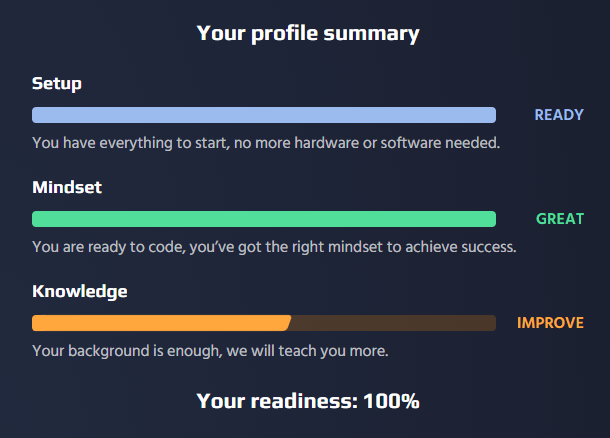 Your profile summary
Setup
READY
You have everything to start, no more hardware or software needed.
Mindset
GREAT
You are ready to code, you’ve got the right mindset to achieve success.
Knowledge
IMPROVE
Your background is enough, we will teach you more.
Your readiness: 100%